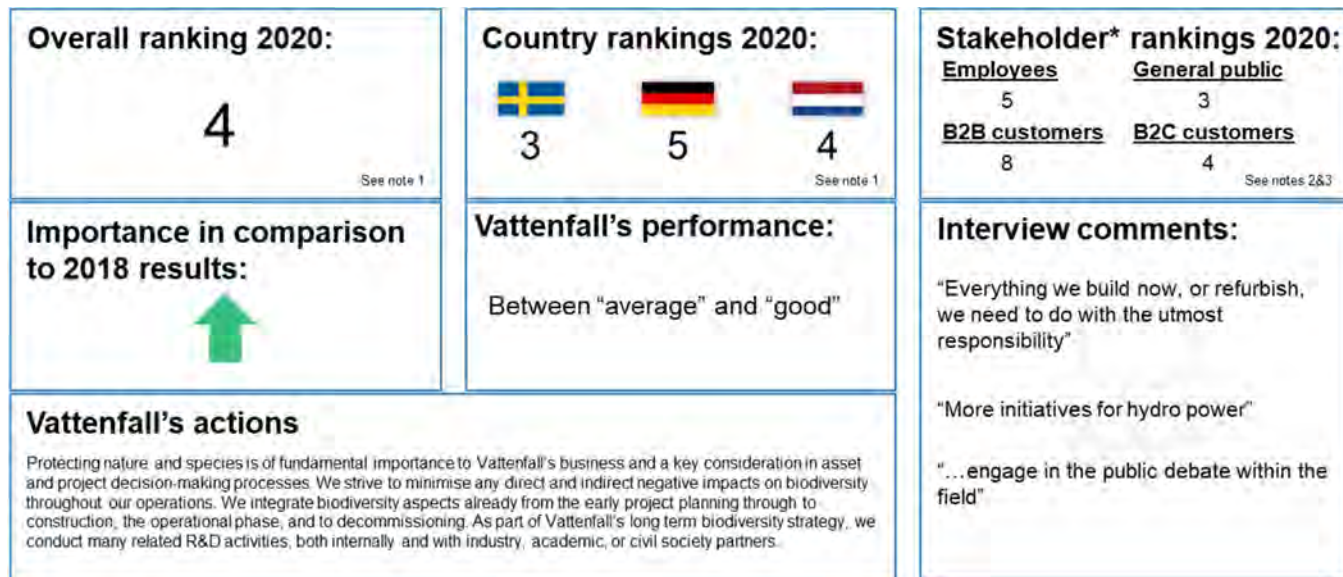 Overall ranking 2020:
4
See note 1
Country rankings 2020:
3 5 4
See note 1
Stakeholder* rankings 2020:
Employees General public
5 3
B2B customers B2C customers
8 4
See notes 2&3
Importance in comparison
to 2018 results:
Vattenfall's performance:
Between “average” and “good”
Interview comments:
“Everything we build now, or refurbish,
we need to do with the utmost
responsibility”
“More initiatives for hydro power”
“…engage in the public debate within the
field”
Vattenfall's actions
Protecting nature and species is of fundamental importance to Vattenfall's business and a key consideration in asset
and project decision-making processes. We strive to minimise any direct and indirect negative impacts on biodiversity
throughout our operations. We integrate biodiversity aspects already from the early project planning through to
construction, the operational phase, and to decommissioning. As part of Vattenfall's long term biodiversity strategy, we
conduct many related R&D activities, both internally and with industry, academic, or civil society partners.